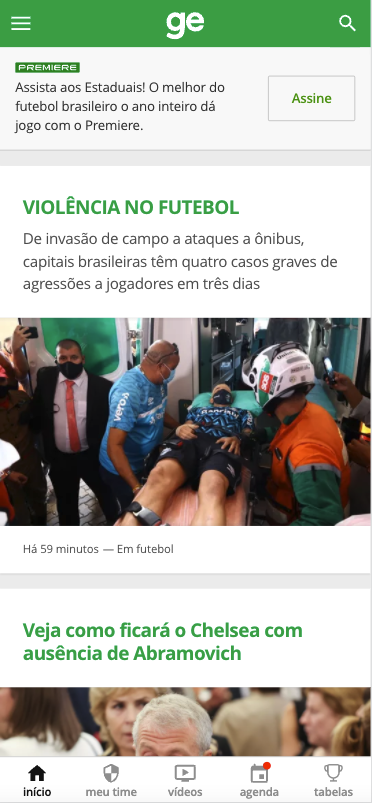 ge
PREMIERE
Assista aos Estaduais! O melhor do
futebol brasileiro o ano inteiro dá
jogo com o Premiere.
Assine
VIOLÊNCIA NO FUTEBOL
De invasão de campo a ataques a ônibus,
capitais brasileiras têm quatro casos graves de
agressões a jogadores em três dias
Há 59 minutos — Em futebol
Veja como ficará o Chelsea com
ausência de Abramovich
início
meu time
vídeos
agenda
tabelas